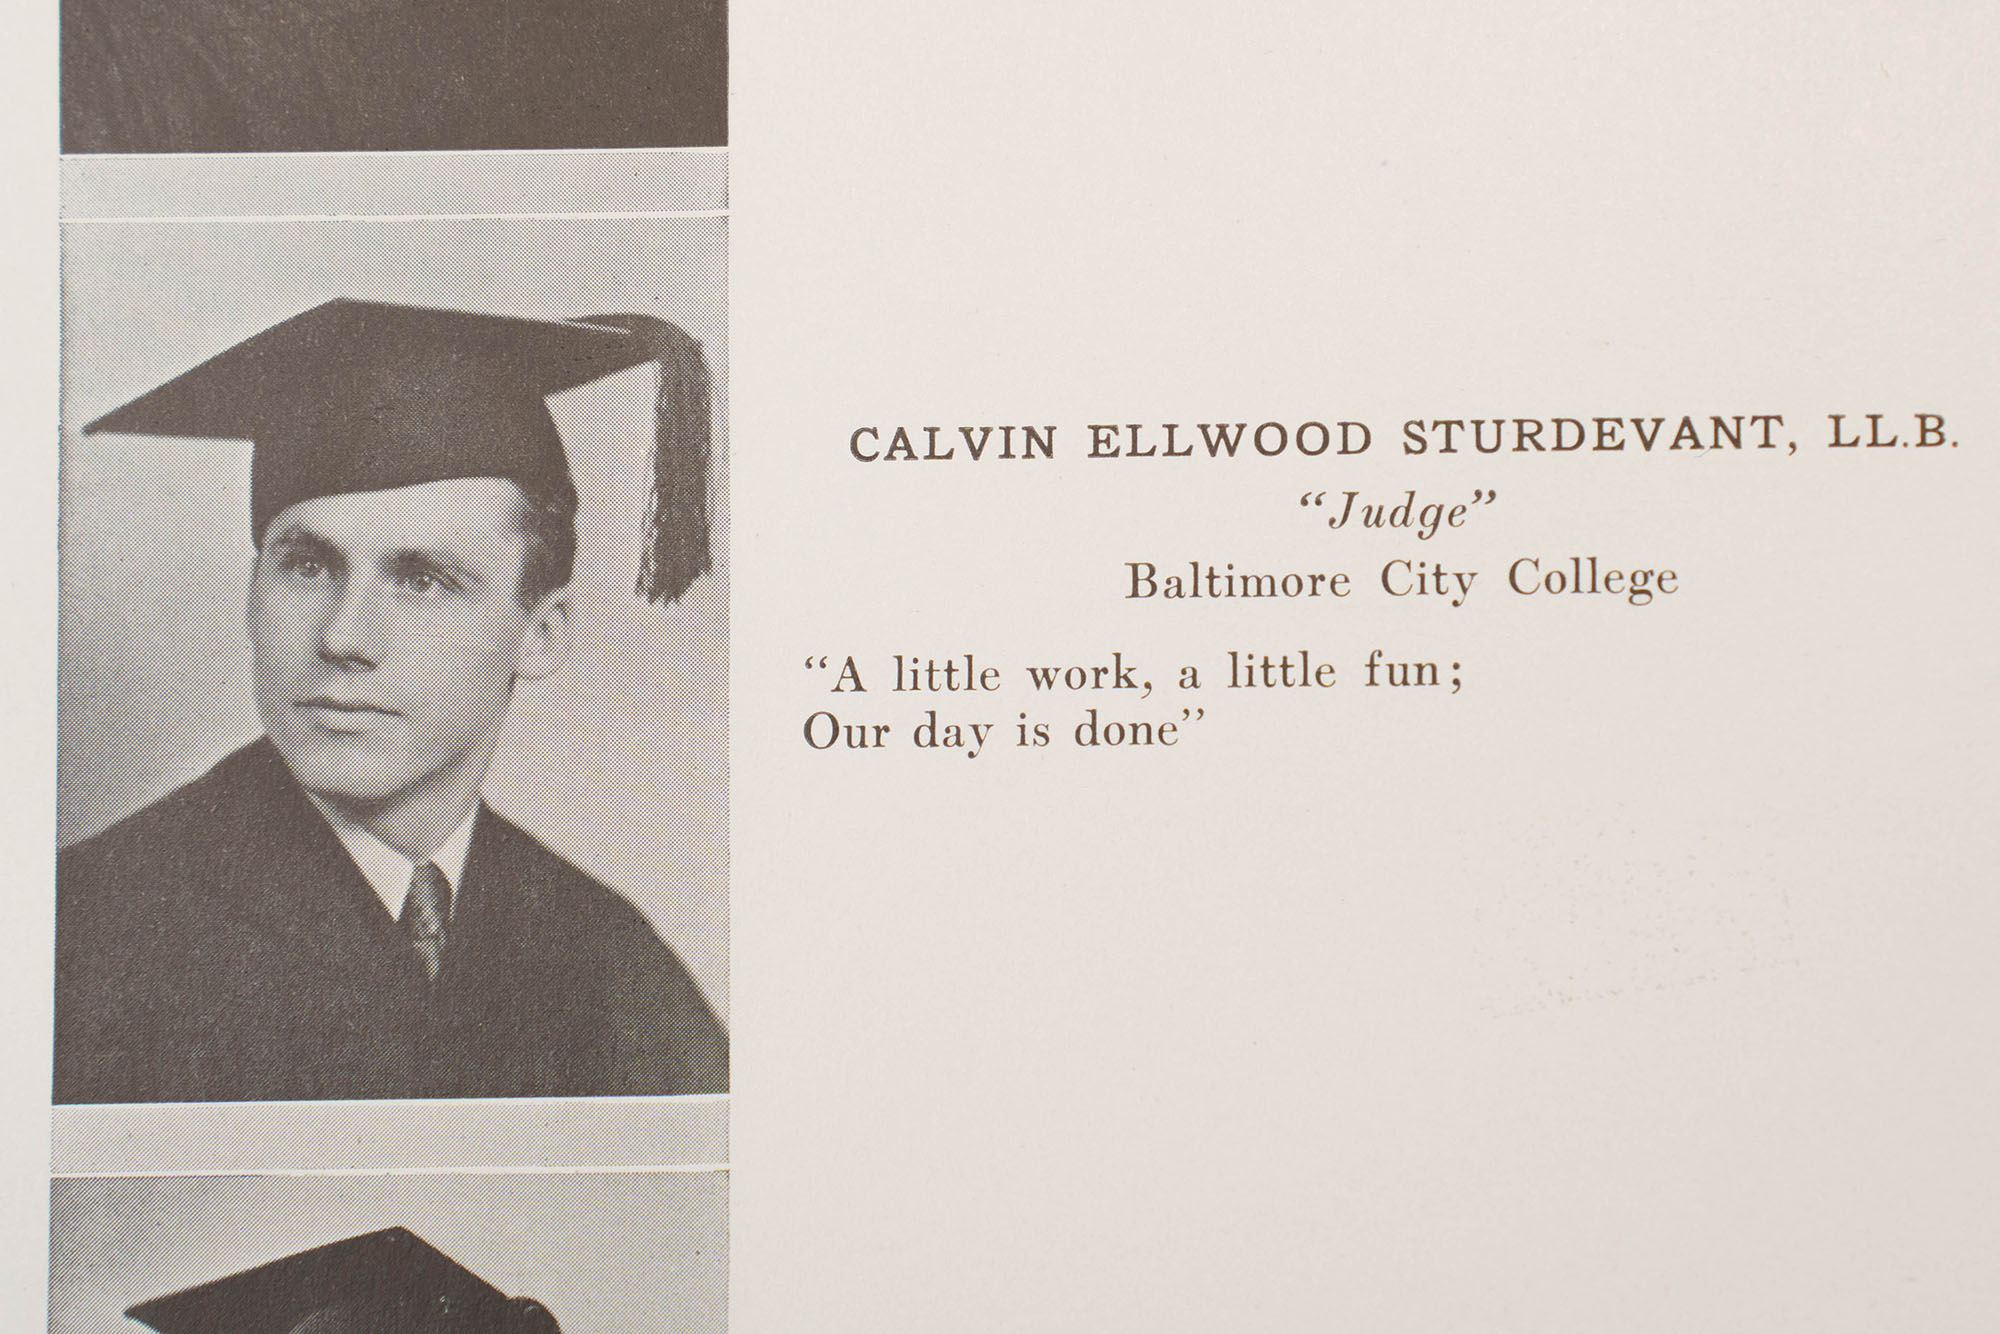 CALVIN ELLWOOD STURDEVANT, LL.B.
"Judge"
Baltimore City College
"A little work, a little fun;
Our day is done"